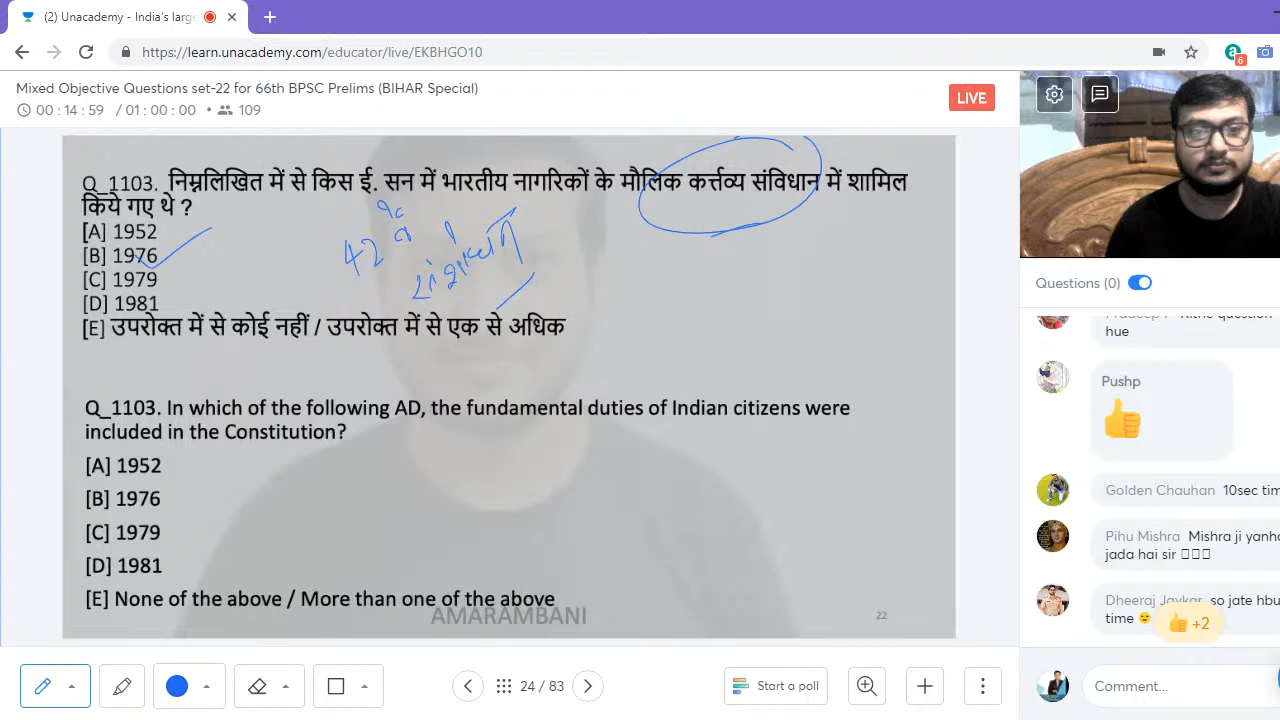 (2) Unacademy - India's larg
https://learn.unacademy.com/educator/live/EKBHGO10
6
Mixed Objective Questions set-22 for 66th BPSC Prelims (BIHAR Special)
00 : 14 : 59 / 01 : 00 : 00 • 109
LIVE
Q_1103. निम्नलिखित में से किस ई. सन में भारतीय नागरिकों के मौलिक कर्त्तव्य संविधान में शामिल
किये गए थे ?
[A] 1952
[B] 1976
[C] 1979
[D] 1981
[E] उपरोक्त में से कोई नहीं / उपरोक्त में से एक से अधिक
42
Q_1103. In which of the following AD, the fundamental duties of Indian citizens were
included in the Constitution?
[A] 1952
[B] 1976
[C] 1979
[D] 1981
[E] None of the above / More than one of the above
AMARAMBANI
22
24 / 83
Start a poll
Questions (0)
question
hue
Pushp
Golden Chauhan 10sec tim
Pihu Mishra Mishra ji yanha
jada hai sir
Dheeraj Jaykar so jate hbu
time
+2
Comment...